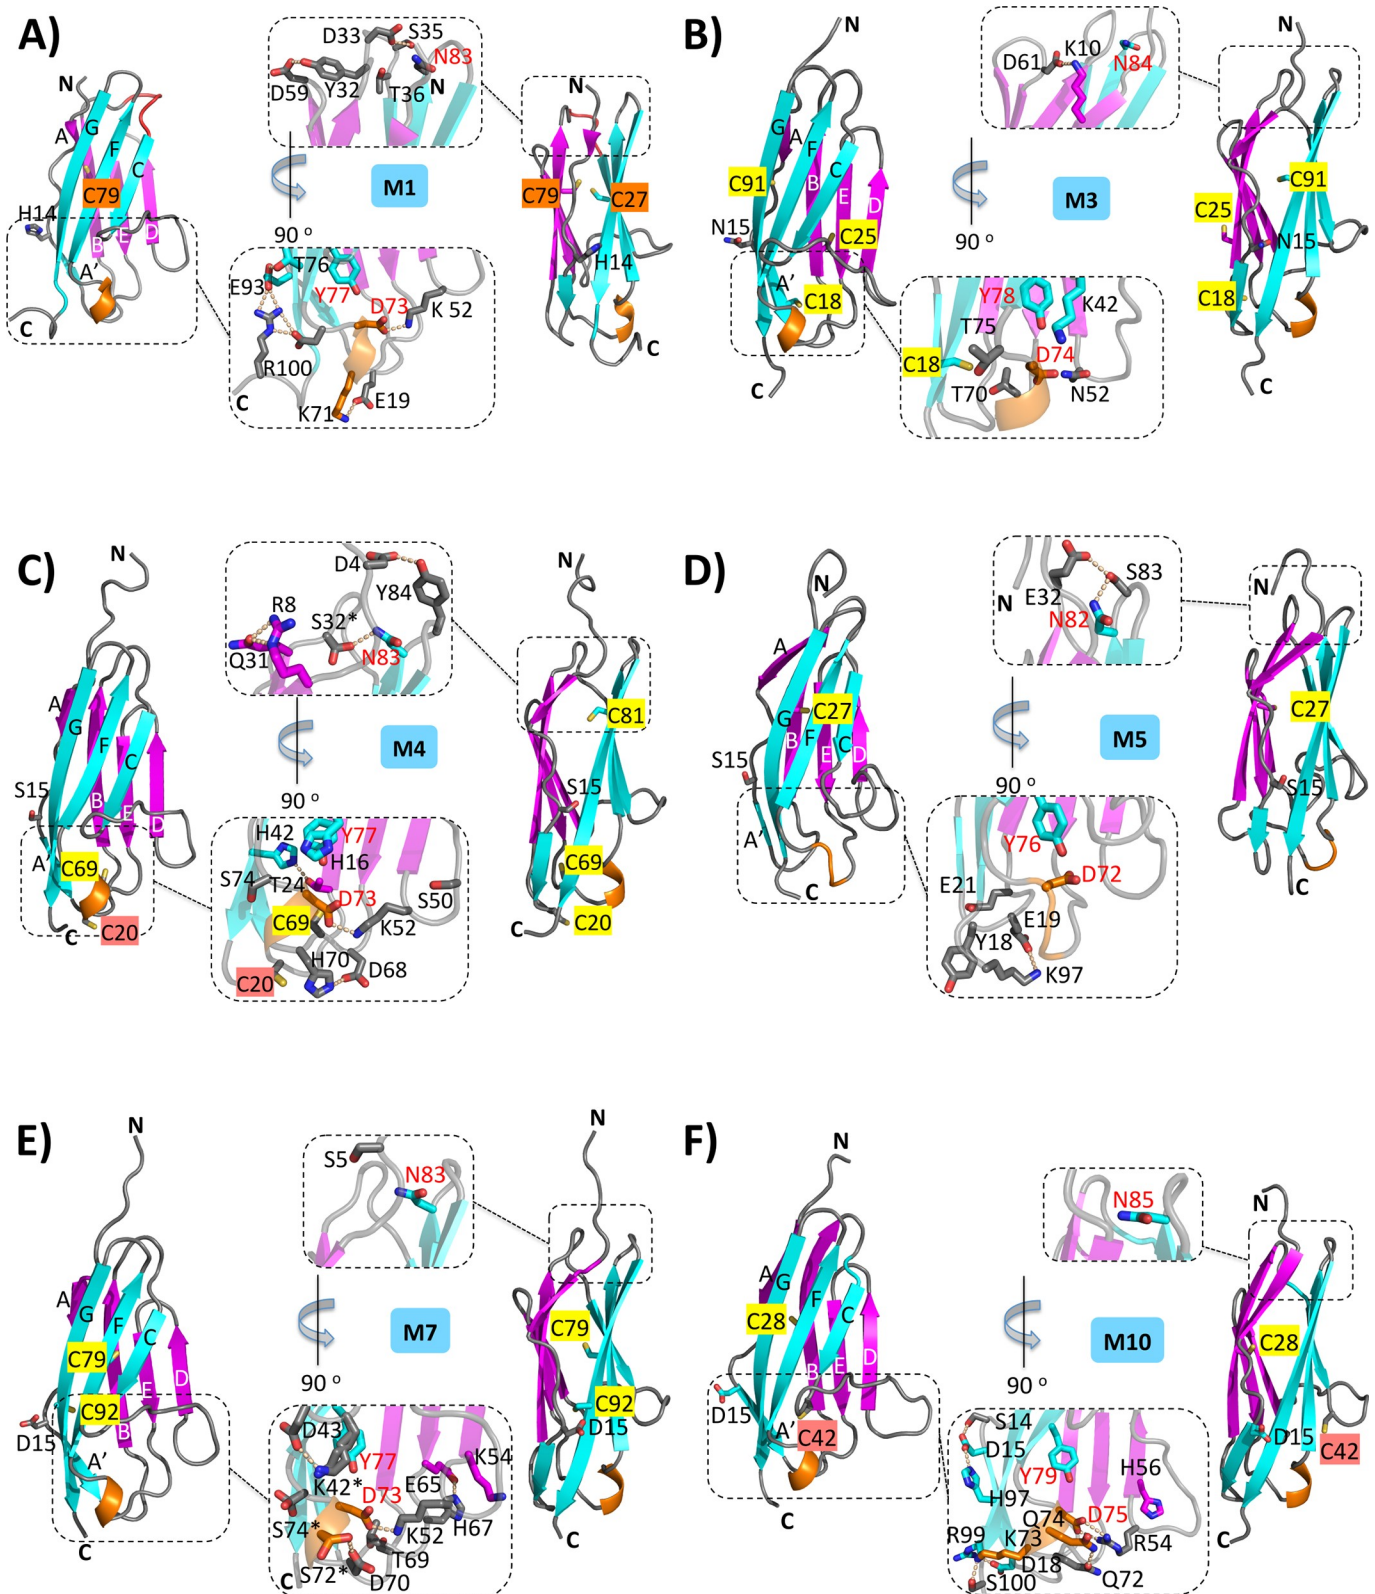 A)
N
A
G
F
C
C79
H14
B
E
D
A'
C
D33
S35
N83
D59
Y32
T36
N
M1
90 o
T76
E93
Y77
D73
K 52
R100
C
K71
E19
N
C79
C27
H14
C
B)
N
G
A
F
C
C91
B
E
D
N15
C25
A'
C18
C
D61
K10
N84
M3
90 o
Y78
K42
T75
C18
D74
T70
N52
N
C91
C25
N15
C18
C
C)
N
A
G
F
C
S15
B
E
D
A'
C69
C
C20
D4
R8
Y84
S32*
Q31
N83
M4
90 o
H42
Y77
H16
S74
T24
D73
S50
C69
K52
H70
D68
C20
N
C81
S15
C69
C
C20
D)
N
A
C27
G
B
F
E
C
D
S15
A'
C
E32
S83
N
N82
M5
90 o
Y76
D72
E21
E19
Y18
K97
N
C27
S15
C
E)
N
A
G
F
C
C79
D
E
C92
B
D15
A'
C
S5
N83
M7
90 o
D43
Y77
K54
K42*
E65
D73
S74*
K52
H67
T69
S72*
D70
C
N
C79
C92
D15
C
F)
N
A
G
F
C
C28
B
E
D
D15
A'
C42
C
N85
M10
90 o
S14
D15
Y79
H56
H97
Q74
D75
R99
K73
R54
D18
Q72
S100
N
C28
D15
C42
C